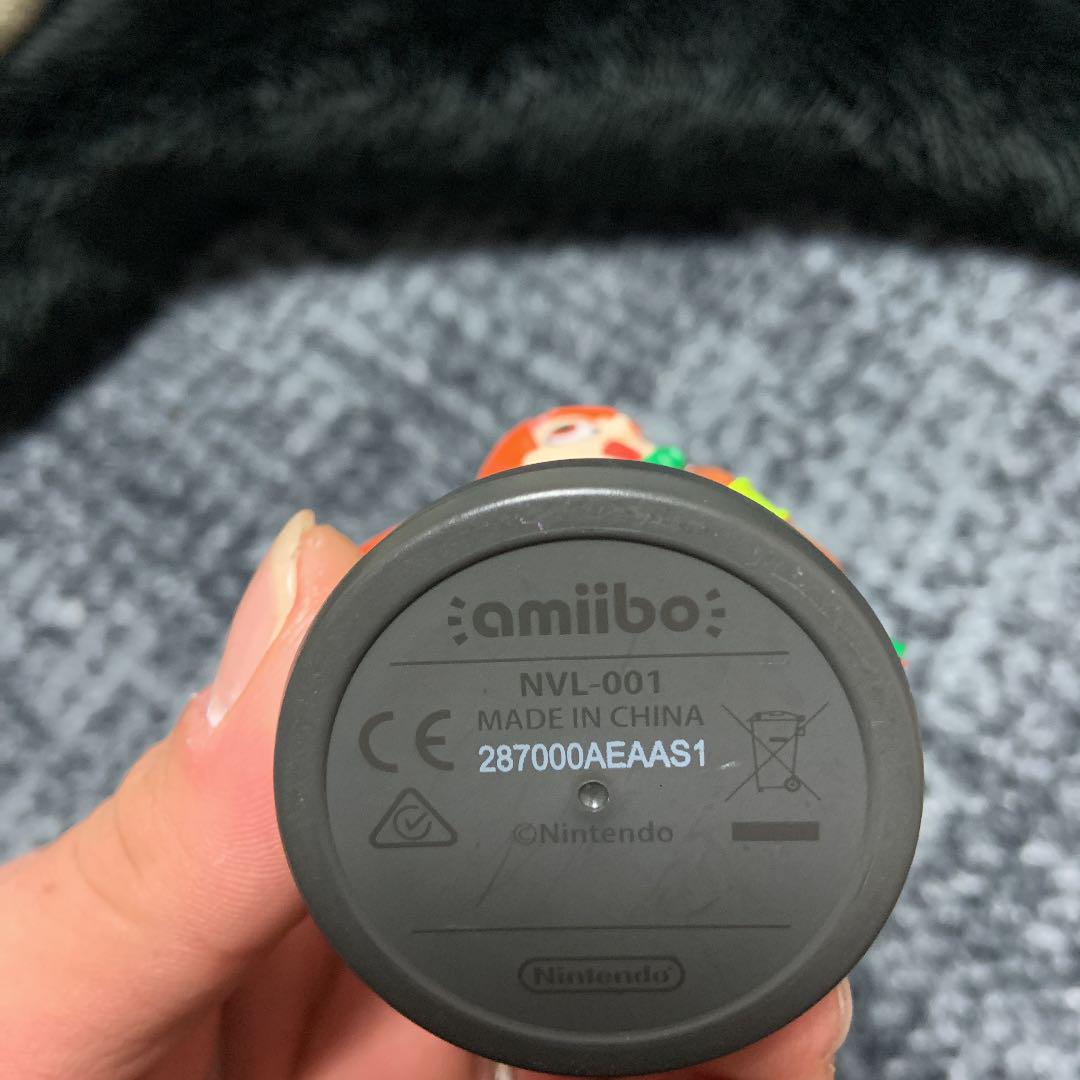 amiibo
NVL-001
MADE IN CHINA
CE
287000AEAAS1
©Nintendo
Nintendo